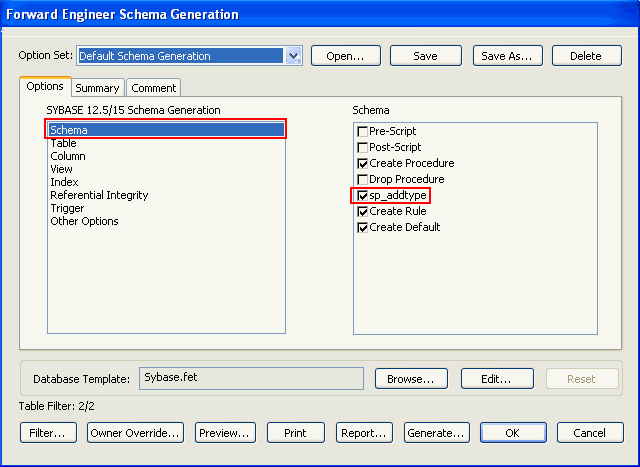 Forward Engineer Schema Generation
Option Set: Default Schema Generation Open... Save Save As... Delete
Options Summary Comment
SYBASE 12.5/15 Schema Generation
Schema
Table
Column
View
Index
Referential Integrity
Trigger
Other Options
Schema
Pre-Script
Post-Script
Create Procedure
Drop Procedure
sp_addtype
Create Rule
Create Default
Database Template: Sybase.fet Browse... Edit... Reset
Table Filter: 2/2
Filter... Owner Override... Preview... Print Report... Generate... OK Cancel